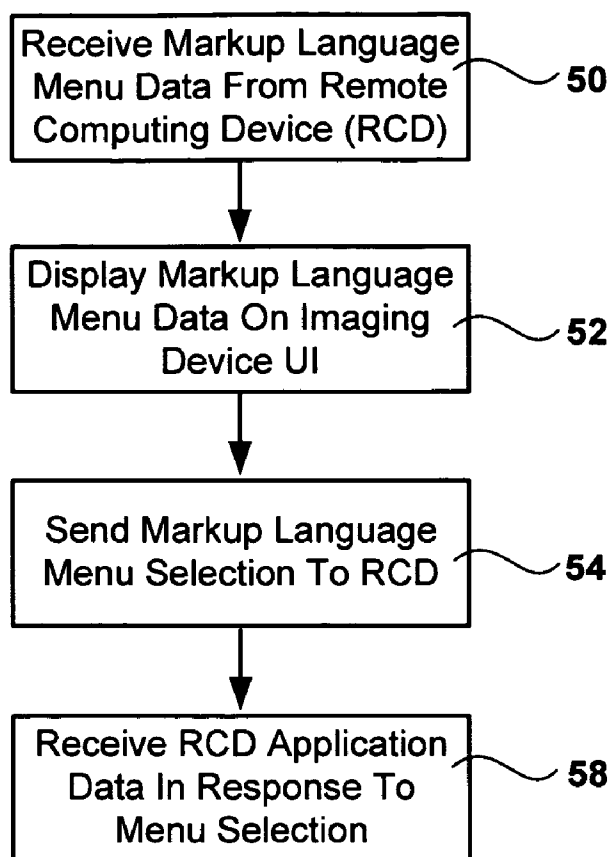 Receive Markup Language
Menu Data From Remote
Computing Device (RCD)
50
Display Markup Language
Menu Data On Imaging
Device UI
52
Send Markup Language
Menu Selection To RCD
54
Receive RCD Application
Data In Response To
Menu Selection
58